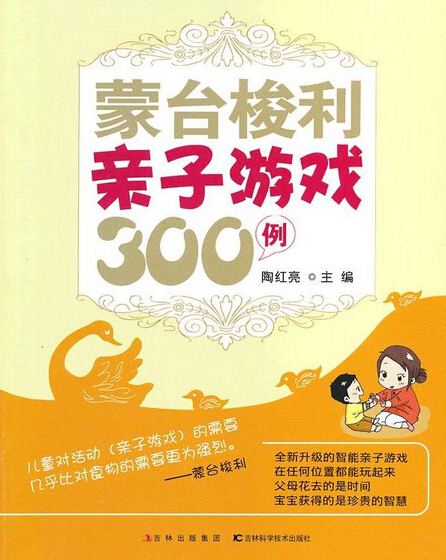 蒙台梭利
亲子游戏
300例
陶红亮 ⊙ 主编
儿童对活动（亲子游戏）的需要
几乎比对食物的需要更为强烈。
——蒙台梭利
全新升级的智能亲子游戏
在任何位置都能玩起来
父母花去的是时间
宝宝获得的是珍贵的智慧
吉林出版集团 吉林科学技术出版社